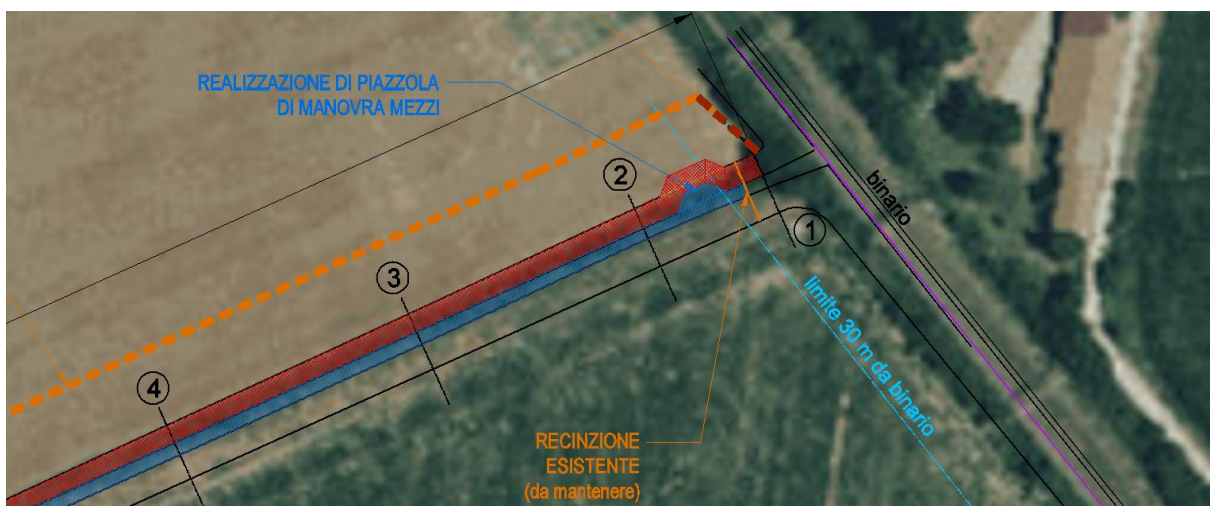 REALIZZAZIONE DI PIAZZOLA
DI MANOVRA MEZZI
binario
2
1
3
limite 30 m da binario
4
RECINZIONE
ESISTENTE
(da mantenere)